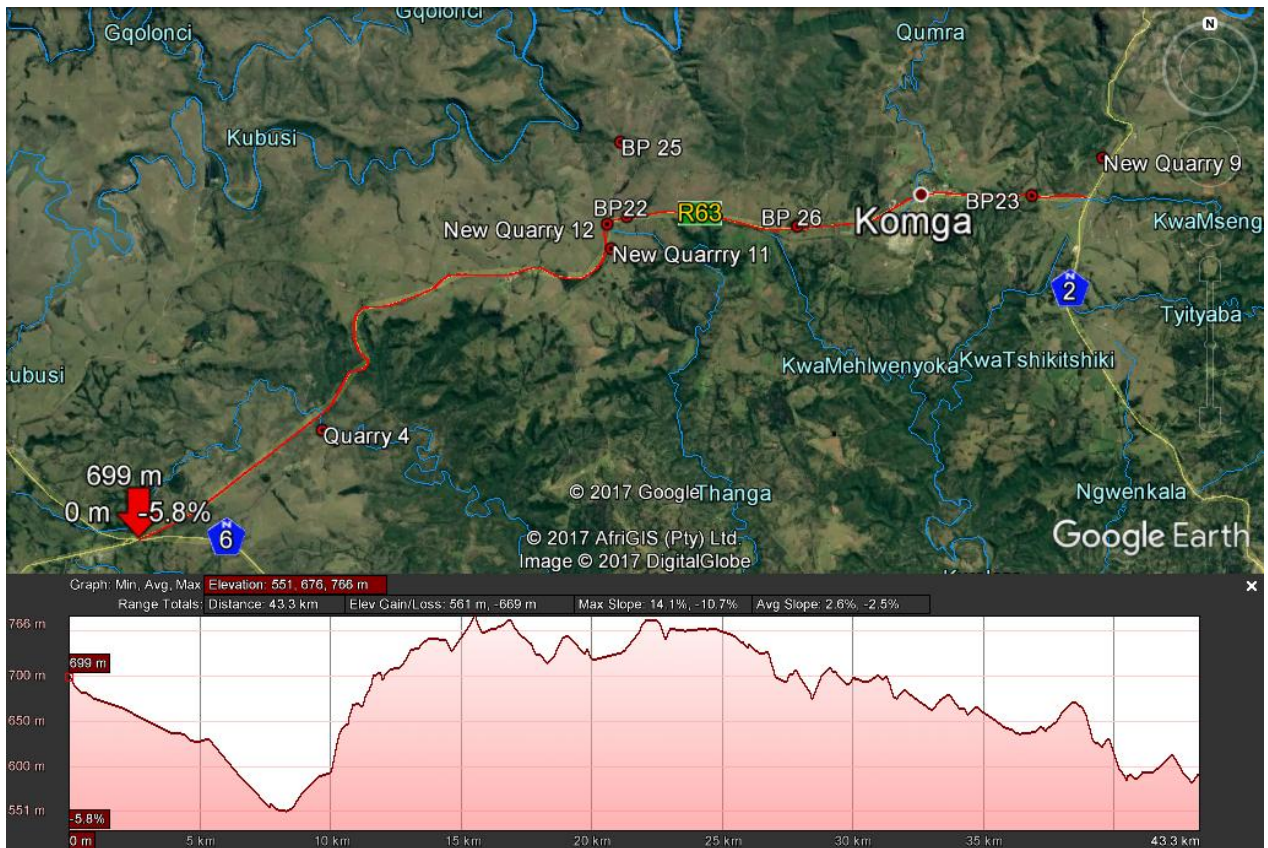 Gqolonci
Gqolonci
Qumra
N
Kubusi
BP 25
New Quarry 9
BP22
R63
BP 26
BP23
Komga
New Quarry 12
KwaMseng
New Quarrry 11
N
2
Tyityaba
KwaMehlwenyoka
KwaTshikitshiki
Kubusi
Quarry 4
699 m
0 m
-5.8%
N
6
© 2017 Google
Thanga
Ngwenkala
© 2017 AfriGIS (Pty) Ltd.
Image © 2017 DigitalGlobe
Google Earth
Graph: Min, Avg, Max Elevation: 551, 676, 766 m
Range Totals: Distance: 43.3 km Elev Gain/Loss: 561 m, -669 m Max Slope: 14.1%, -10.7% Avg Slope: 2.6%, -2.5%
766 m
699 m
700 m
650 m
600 m
551 m
-5.8%
0 m 5 km 10 km 15 km 20 km 25 km 30 km 35 km 43.3 km